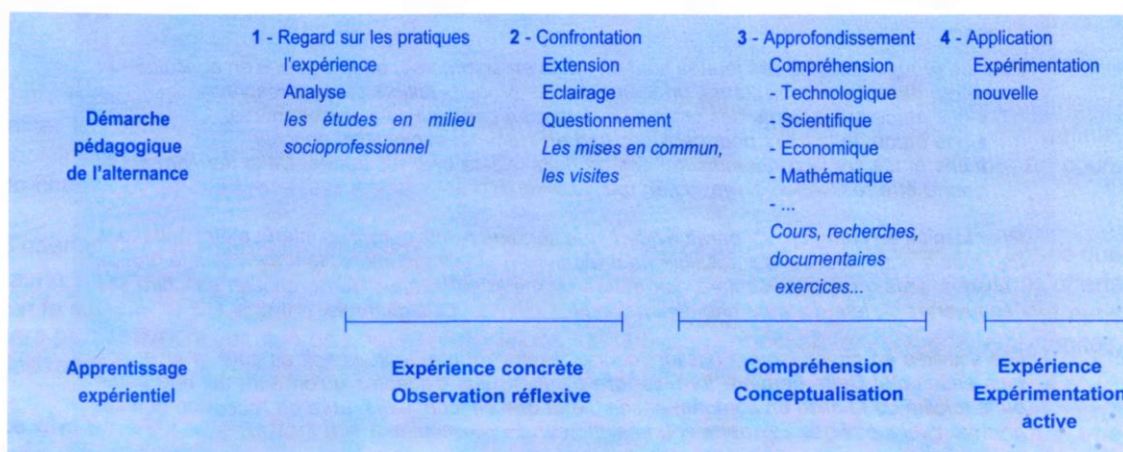 1 - Regard sur les pratiques
l'expérience
Analyse
les études en milieu
socioprofessionnel
2 - Confrontation
Extension
Eclairage
Questionnement
Les mises en commun,
les visites
3 - Approfondissement
Compréhension
- Technologique
- Scientifique
- Economique
- Mathématique
- ...
Cours, recherches,
documentaires
exercices...
4 - Application
Expérimentation
nouvelle
Démarche
pédagogique
de l'alternance
Apprentissage
expérientiel
Expérience concrète
Observation réflexive
Compréhension
Conceptualisation
Expérience
Expérimentation
active